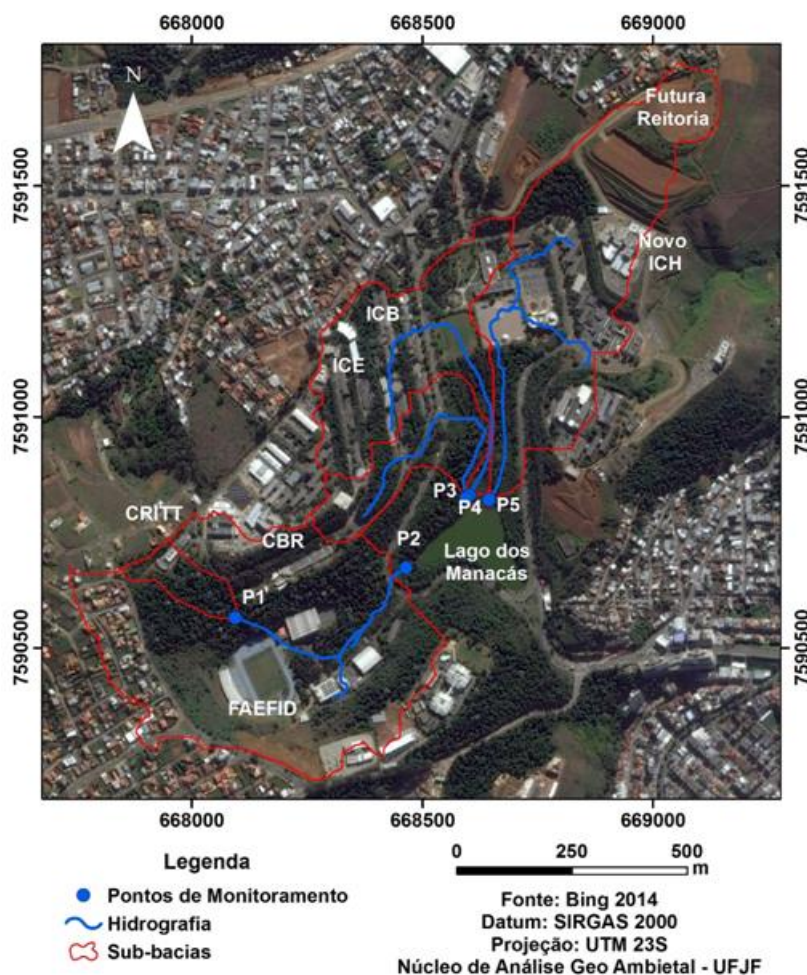 668000 668500 669000
N
Futura
Reitoria
7591500
7591500
Novo
ICH
ICB
ICE
7591000
7591000
P3
P4
P5
CRITT
CBR
P2
Lago dos
Manacás
P1
7590500
7590500
FAEFID
668000 668500 669000
Legenda
Pontos de Monitoramento
Hidrografia
Sub-bacias
0 250 500
m
Fonte: Bing 2014
Datum: SIRGAS 2000
Projeção: UTM 23S
Núcleo de Análise Geo Ambietal - UFJF